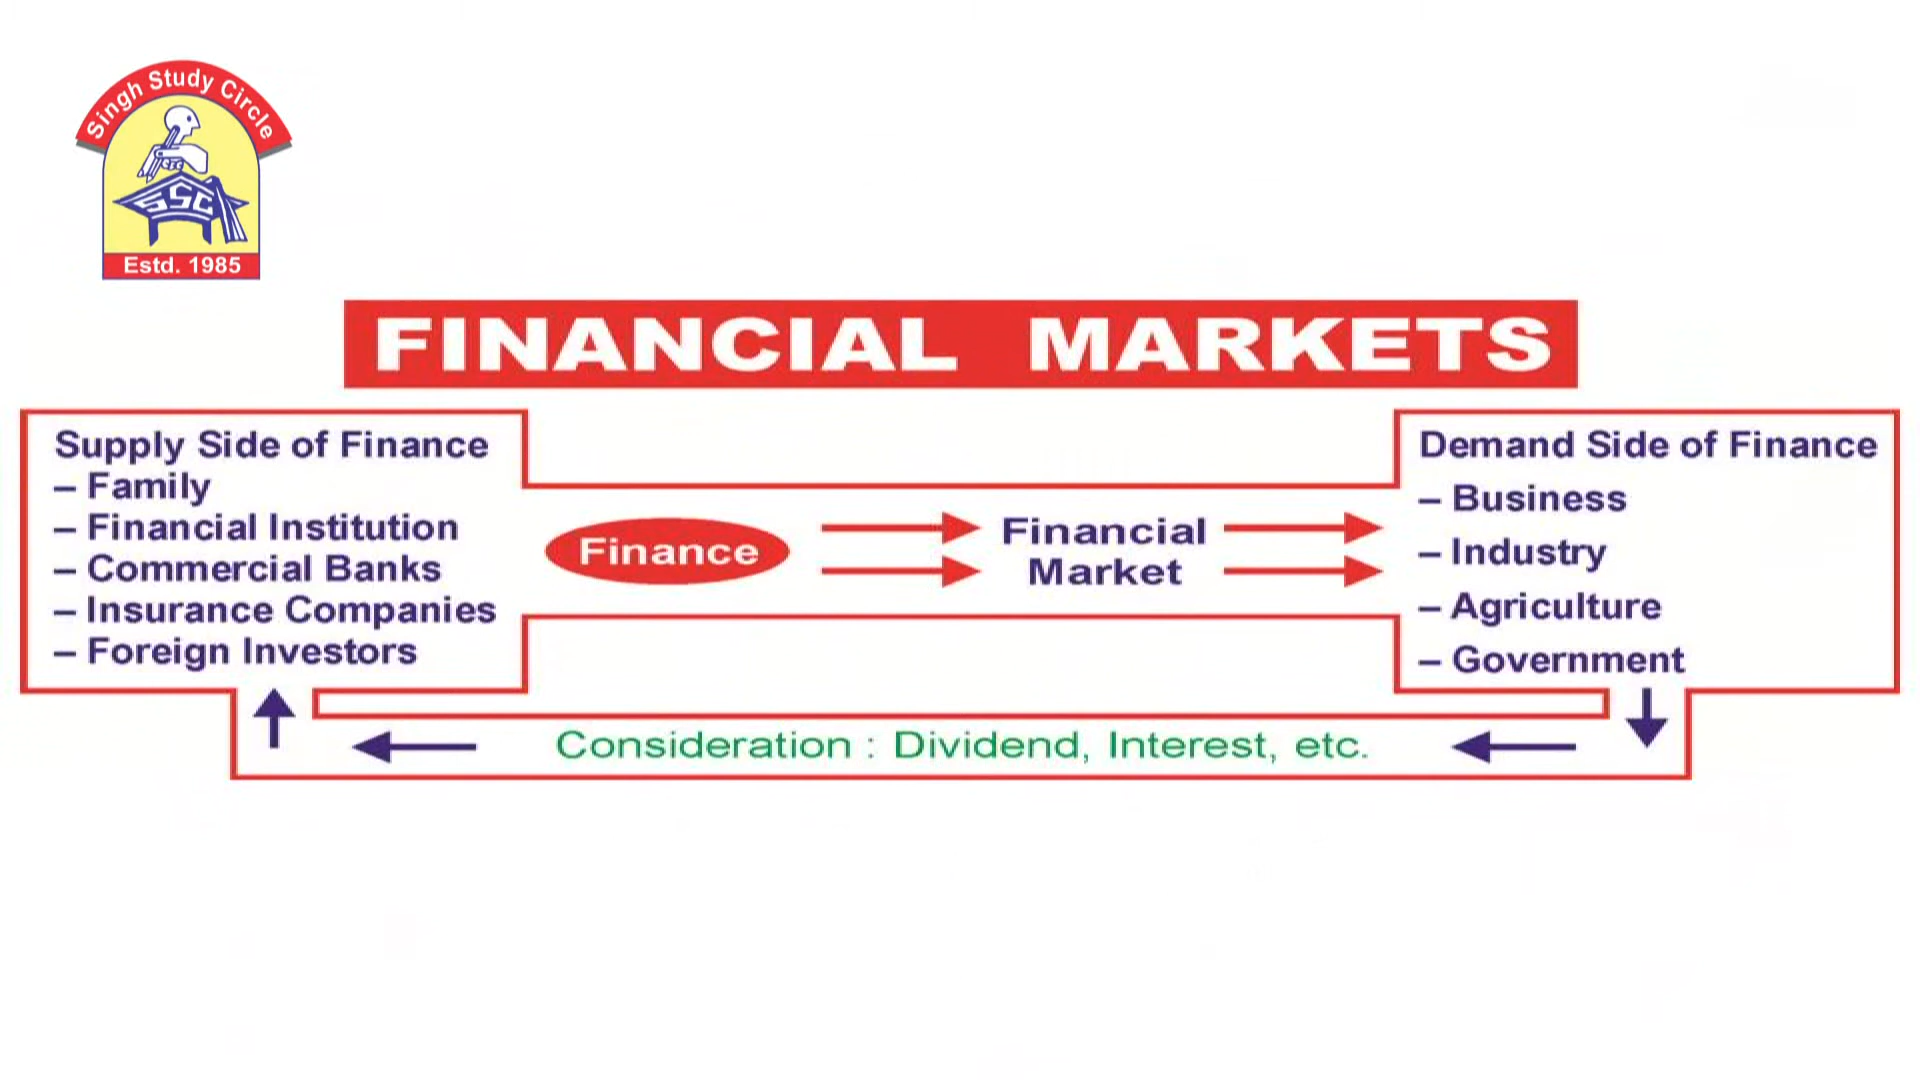 Singh Study Circle
SSC
Estd. 1985
FINANCIAL MARKETS
Supply Side of Finance
– Family
– Financial Institution
– Commercial Banks
– Insurance Companies
– Foreign Investors
Finance
Financial
Market
Demand Side of Finance
– Business
– Industry
– Agriculture
– Government
Consideration : Dividend, Interest, etc.